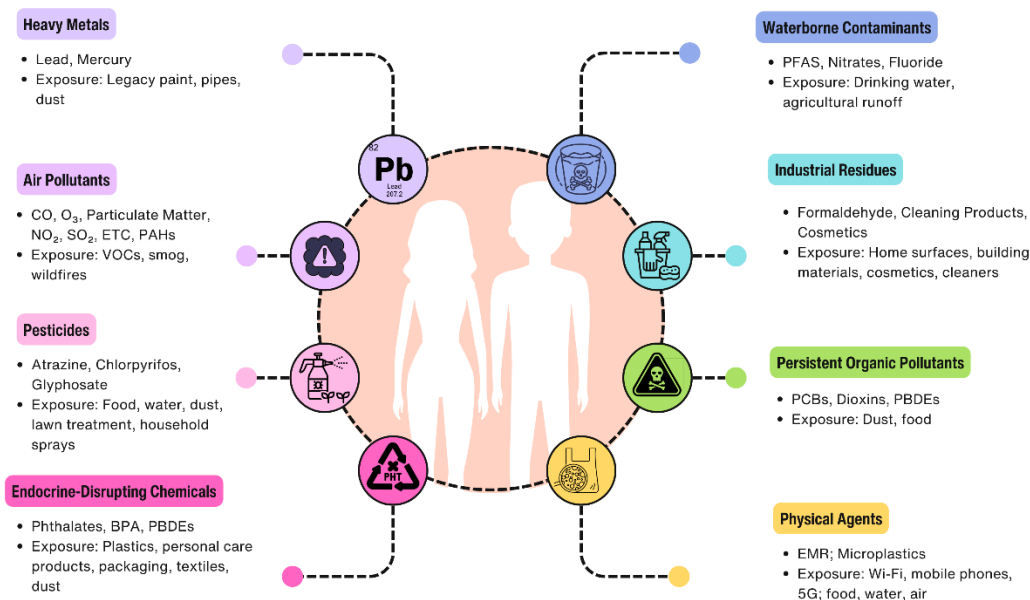 Heavy Metals
• Lead, Mercury
• Exposure: Legacy paint, pipes,
dust
Air Pollutants
• CO, O₃, Particulate Matter,
NO₂, SO₂, ETC, PAHs
• Exposure: VOCs, smog,
wildfires
Pesticides
• Atrazine, Chlorpyrifos,
Glyphosate
• Exposure: Food, water, dust,
lawn treatment, household
sprays
Endocrine-Disrupting Chemicals
• Phthalates, BPA, PBDEs
• Exposure: Plastics, personal care
products, packaging, textiles,
dust
82
Pb
Lead
207.2
PHT
Waterborne Contaminants
• PFAS, Nitrates, Fluoride
• Exposure: Drinking water,
agricultural runoff
Industrial Residues
• Formaldehyde, Cleaning Products,
Cosmetics
• Exposure: Home surfaces, building
materials, cosmetics, cleaners
Persistent Organic Pollutants
• PCBs, Dioxins, PBDEs
• Exposure: Dust, food
Physical Agents
• EMR; Microplastics
• Exposure: Wi-Fi, mobile phones,
5G; food, water, air